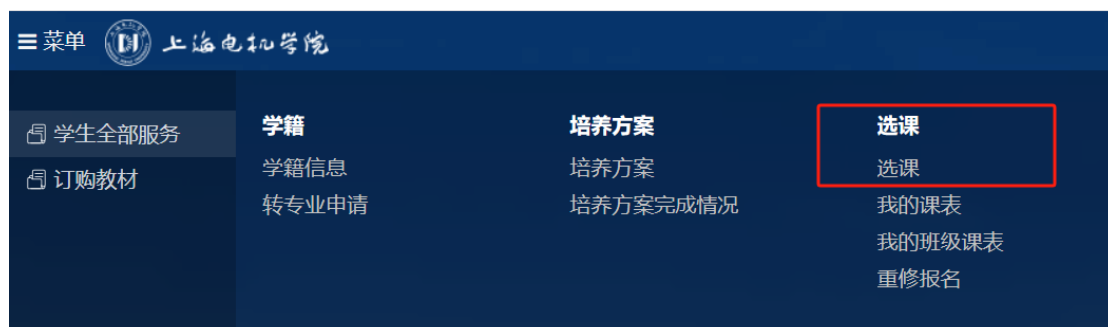 菜单 上海电机学院
学生全部服务
订购教材
学籍
学籍信息
转专业申请
培养方案
培养方案
培养方案完成情况
选课
选课
我的课表
我的班级课表
重修报名